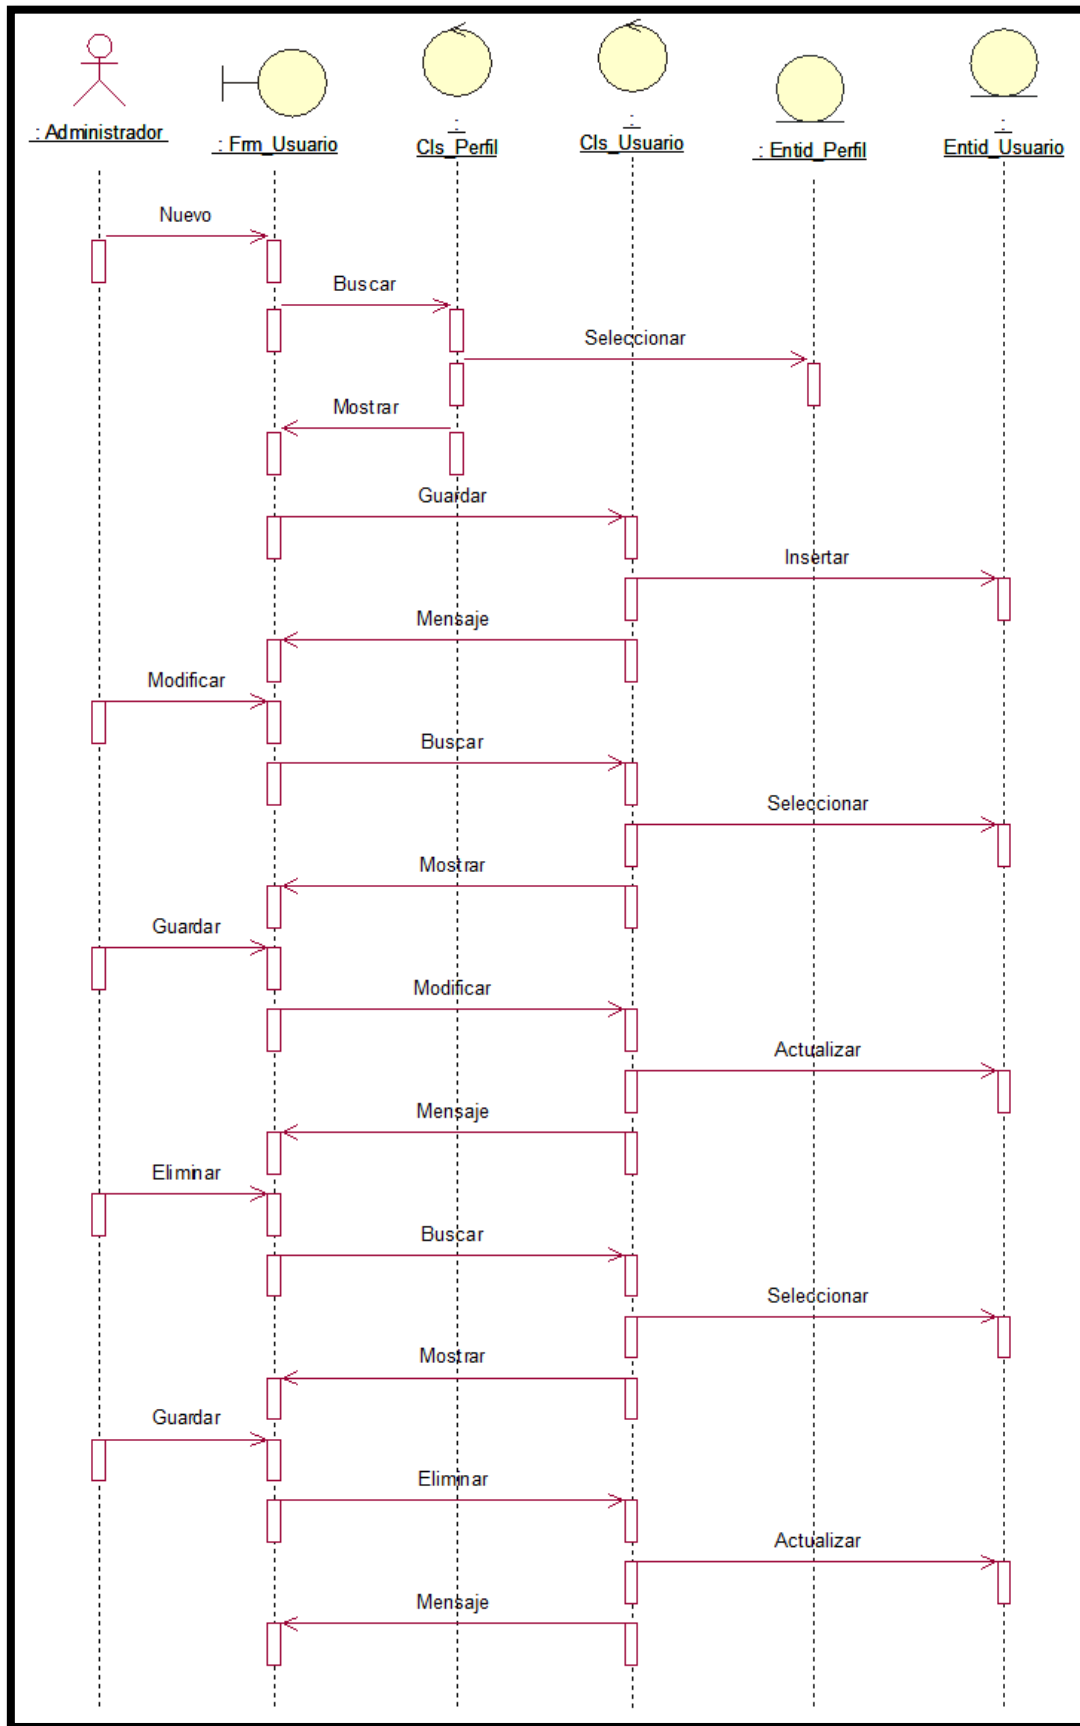 : Administrador
: Frm_Usuario
:
Cls_Perfil
:
Cls_Usuario
: Entid_Perfil
:
Entid_Usuario
Nuevo
Buscar
Seleccionar
Mostrar
Guardar
Insertar
Mensaje
Modificar
Buscar
Seleccionar
Mostrar
Guardar
Modificar
Actualizar
Mensaje
Eliminar
Buscar
Seleccionar
Mostrar
Guardar
Eliminar
Actualizar
Mensaje